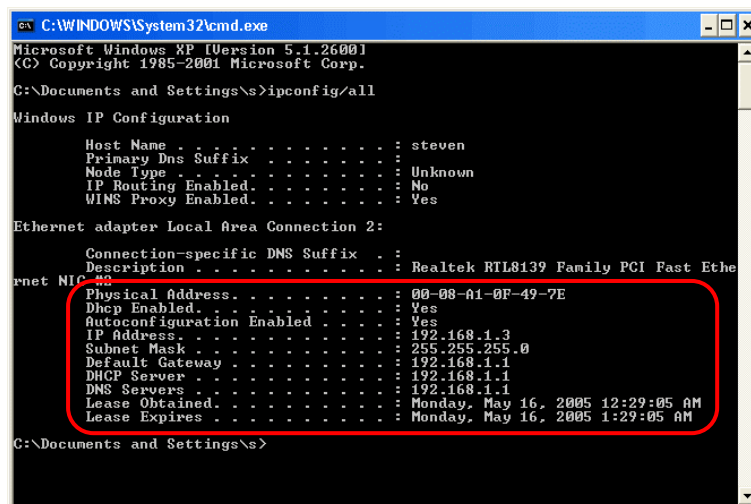 C:\WINDOWS\System32\cmd.exe
Microsoft Windows XP [Version 5.1.2600]
(C) Copyright 1985-2001 Microsoft Corp.
C:\Documents and Settings\s>ipconfig/all
Windows IP Configuration
Host Name . . . . . . . . . . . . : steven
Primary Dns Suffix . . . . . . . :
Node Type . . . . . . . . . . . . : Unknown
IP Routing Enabled. . . . . . . . : No
WINS Proxy Enabled. . . . . . . . : Yes
Ethernet adapter Local Area Connection 2:
Connection-specific DNS Suffix . :
Description . . . . . . . . . . . : Realtek RTL8139 Family PCI Fast Ethe
rnet NIC #2
Physical Address. . . . . . . . . : 00-08-A1-0F-49-7E
Dhcp Enabled. . . . . . . . . . . : Yes
Autoconfiguration Enabled . . . . : Yes
IP Address. . . . . . . . . . . . : 192.168.1.3
Subnet Mask . . . . . . . . . . . : 255.255.255.0
Default Gateway . . . . . . . . . : 192.168.1.1
DHCP Server . . . . . . . . . . . : 192.168.1.1
DNS Servers . . . . . . . . . . . : 192.168.1.1
Lease Obtained. . . . . . . . . . : Monday, May 16, 2005 12:29:05 AM
Lease Expires . . . . . . . . . . : Monday, May 16, 2005 1:29:05 AM
C:\Documents and Settings\s>